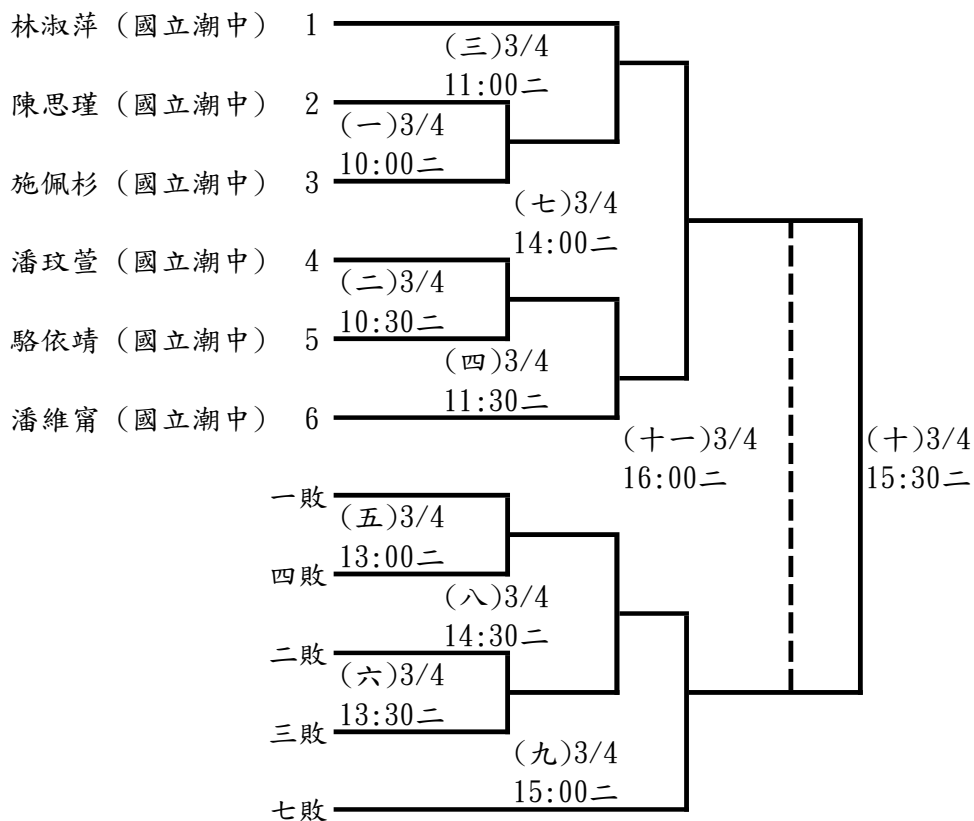 林淑萍（國立潮中） 1
(三)3/4
11:00二
陳思瑾（國立潮中） 2
(一)3/4
10:00二
施佩杉（國立潮中） 3
(七)3/4
14:00二
潘玟萱（國立潮中） 4
(二)3/4
10:30二
駱依靖（國立潮中） 5
(四)3/4
11:30二
潘維甯（國立潮中） 6
(十一)3/4
16:00二
(十)3/4
15:30二
一敗
(五)3/4
13:00二
四敗
(八)3/4
14:30二
二敗
(六)3/4
13:30二
三敗
(九)3/4
15:00二
七敗